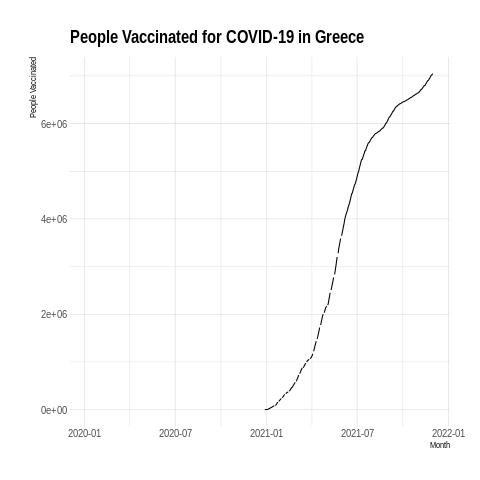 People Vaccinated for COVID-19 in Greece
People Vaccinated
6e+06
4e+06
2e+06
0e+00
2020-01 2020-07 2021-01 2021-07 2022-01
Month